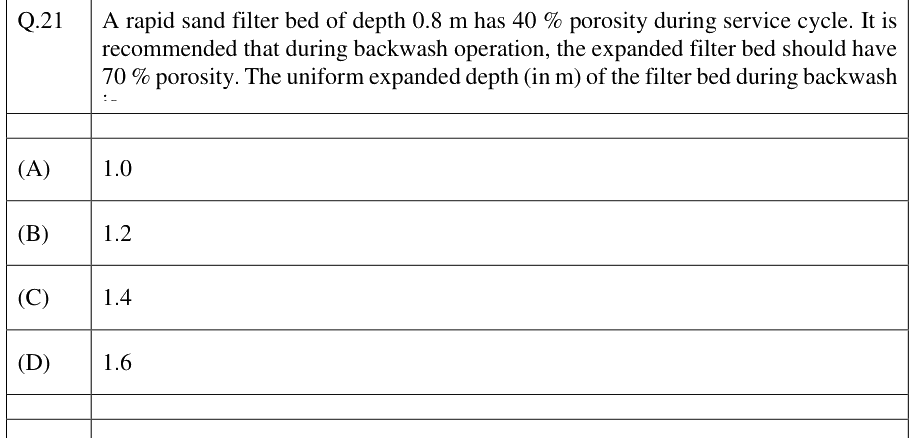 Q.21 A rapid sand filter bed of depth 0.8 m has 40 % porosity during service cycle. It is
recommended that during backwash operation, the expanded filter bed should have
70 % porosity. The uniform expanded depth (in m) of the filter bed during backwash
(A) 1.0
(B) 1.2
(C) 1.4
(D) 1.6